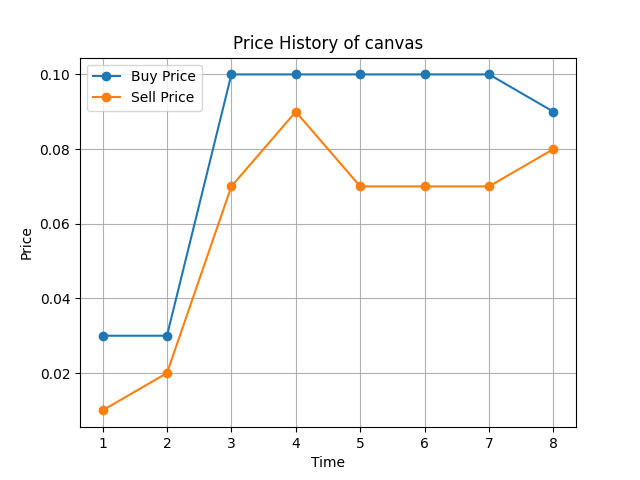 Price History of canvas
Buy Price
Sell Price
0.10
0.08
0.06
0.04
0.02
Price
1 2 3 4 5 6 7 8
Time